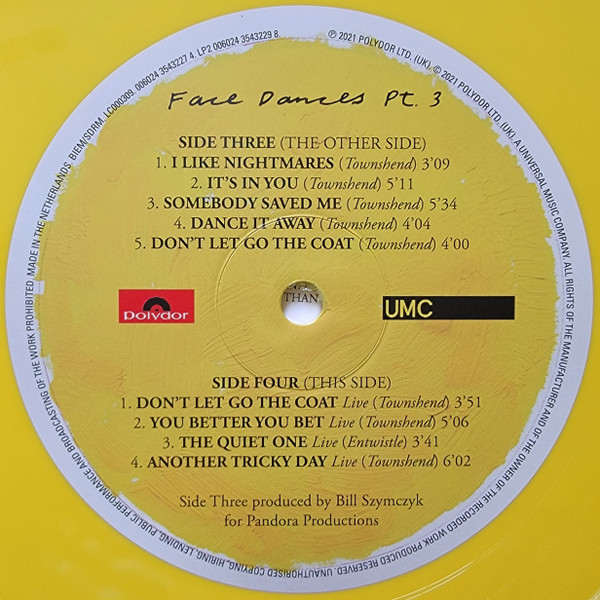 Face Dances Pt. 3
SIDE THREE (THE OTHER SIDE)
1. I LIKE NIGHTMARES (Townshend) 3’09
2. IT’S IN YOU (Townshend) 5’11
3. SOMEBODY SAVED ME (Townshend) 5’34
4. DANCE IT AWAY (Townshend) 4’04
5. DON’T LET GO THE COAT (Townshend) 4’00
polydor
THAN
UMC
SIDE FOUR (THIS SIDE)
1. DON’T LET GO THE COAT Live (Townshend) 3’51
2. YOU BETTER YOU BET Live (Townshend) 5’06
3. THE QUIET ONE Live (Entwistle) 3’41
4. ANOTHER TRICKY DAY Live (Townshend) 6’02
Side Three produced by Bill Szymczyk
for Pandora Productions
℗ 2021 POLYDOR LTD. (UK). © 2021 POLYDOR LTD. (UK). A UNIVERSAL MUSIC COMPANY. ALL RIGHTS OF THE MANUFACTURER AND OF THE OWNER OF THE RECORDED WORK PRODUCED RESERVED. UNAUTHORISED COPYING, HIRING, LENDING, PUBLIC PERFORMANCE AND BROADCASTING OF THE WORK PROHIBITED. MADE IN THE NETHERLANDS. BIEM/SDRM. LC000309. 006024 3543227 4. LP2 006024 3543229 8.